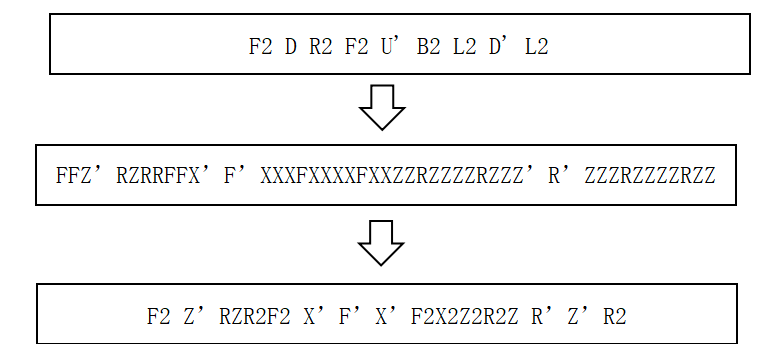 F2 D R2 F2 U’ B2 L2 D’ L2
FFZ’ RZRRFFX’ F’ XXXFXXXXFXXZZRZZZZRZZZ’ R’ ZZZRZZZZRZZ
F2 Z’ RZR2F2 X’ F’ X’ F2X2Z2R2Z R’ Z’ R2